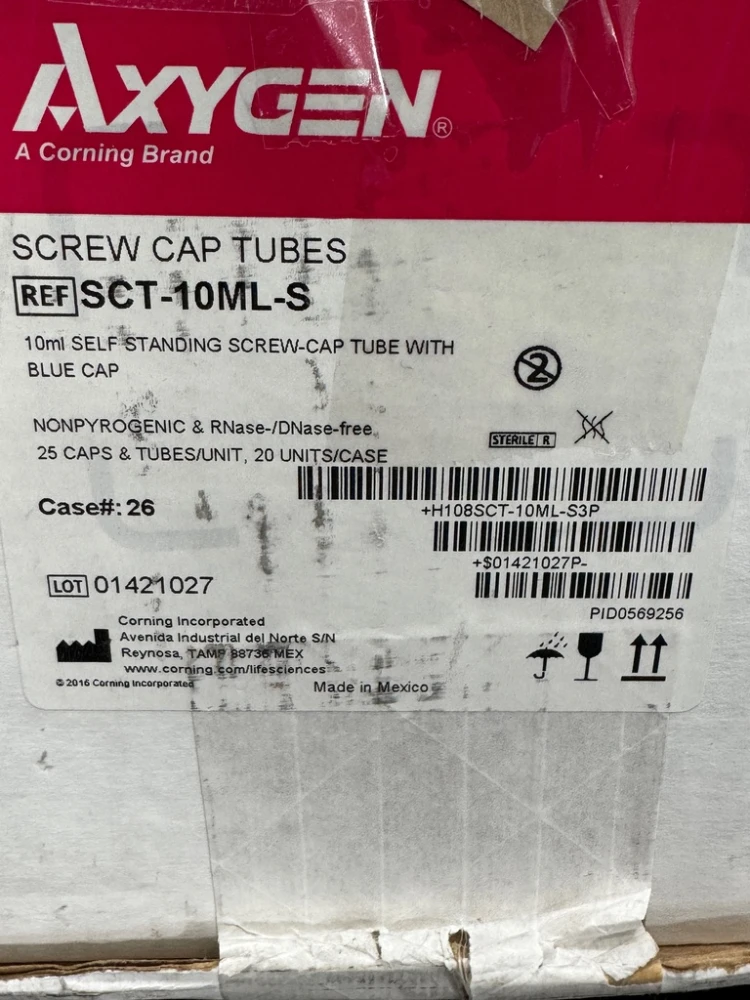 AXYGEN®
A Corning Brand
SCREW CAP TUBES
REF SCT-10ML-S
10ml SELF STANDING SCREW-CAP TUBE WITH
BLUE CAP
2
NONPYROGENIC & RNase-/DNase-free
STERILE R
25 CAPS & TUBES/UNIT, 20 UNITS/CASE
Case#: 26
+H108SCT-10ML-S3P
+$01421027P-
LOT 01421027
PID0569256
Corning Incorporated
Avenida Industrial del Norte S/N
Reynosa, TAMP 88736 MEX
www.corning.com/lifesciences
© 2016 Corning Incorporated
Made in Mexico